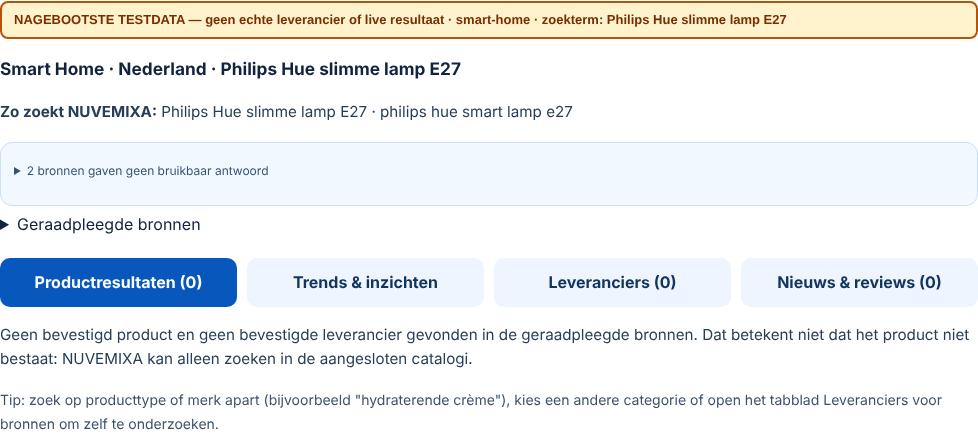 NAGEBOOTSTE TESTDATA — geen echte leverancier of live resultaat · smart-home · zoekterm: Philips Hue slimme lamp E27
Smart Home · Nederland · Philips Hue slimme lamp E27
Zo zoekt NUVEMIXA: Philips Hue slimme lamp E27 · philips hue smart lamp e27
2 bronnen gaven geen bruikbaar antwoord
Geraadpleegde bronnen
Productresultaten (0)
Trends & inzichten
Leveranciers (0)
Nieuws & reviews (0)
Geen bevestigd product en geen bevestigde leverancier gevonden in de geraadpleegde bronnen. Dat betekent niet dat het product niet
bestaat: NUVEMIXA kan alleen zoeken in de aangesloten catalogi.
Tip: zoek op producttype of merk apart (bijvoorbeeld "hydraterende crème"), kies een andere categorie of open het tabblad Leveranciers voor
bronnen om zelf te onderzoeken.